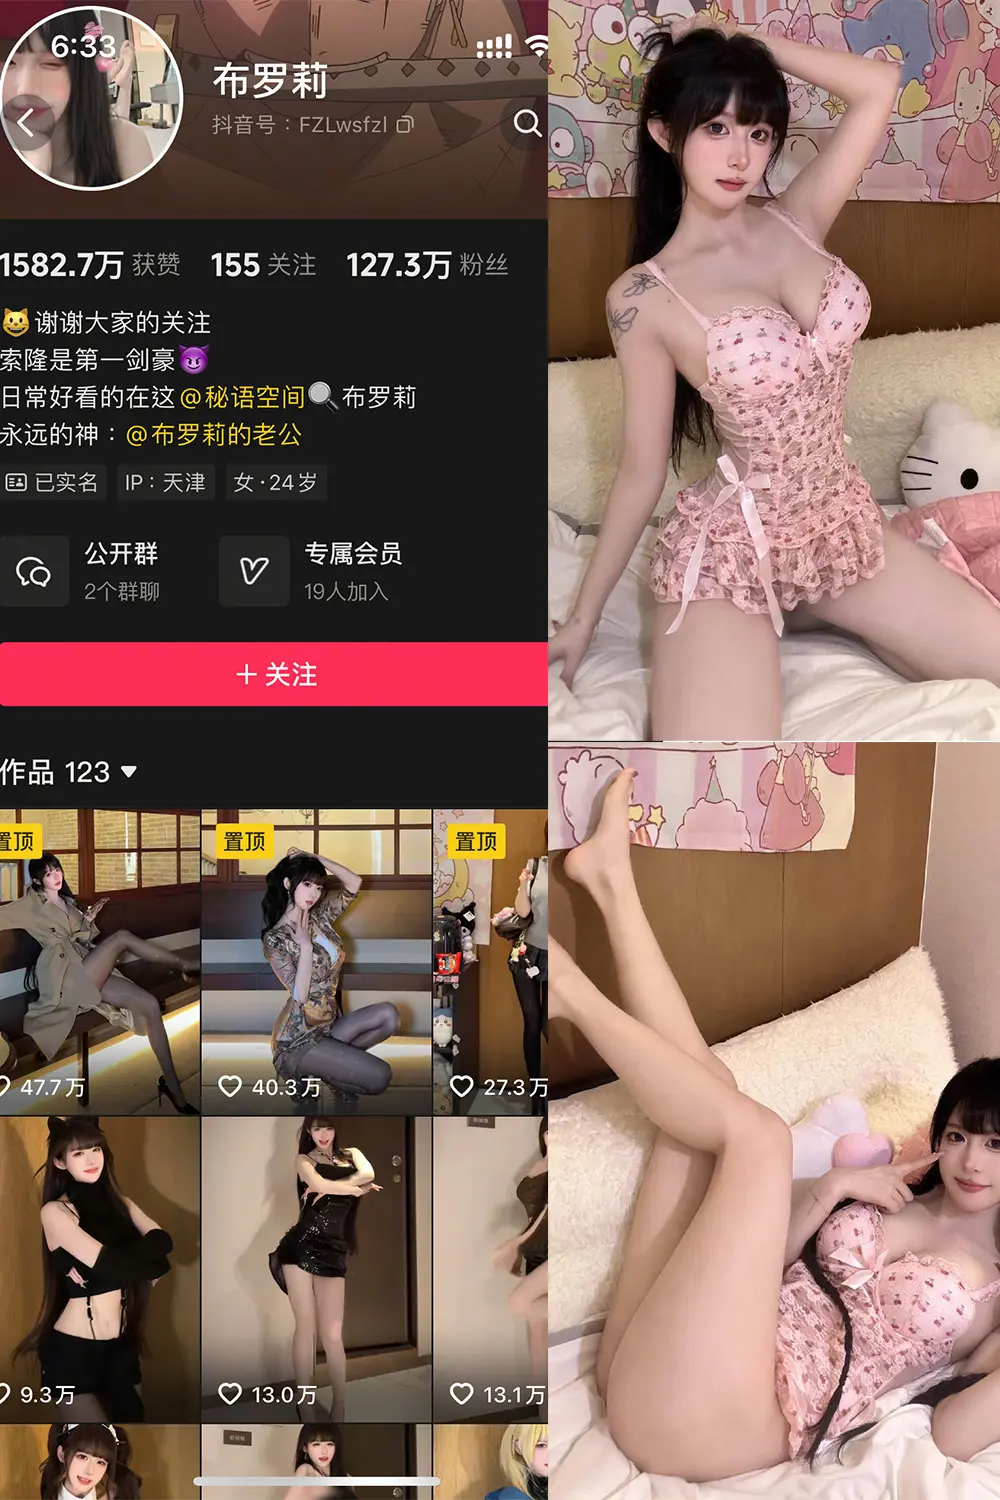 6:33
布罗莉
抖音号：FZLwsfzl
1582.7万 获赞 155 关注 127.3万 粉丝
😺谢谢大家的关注
索隆是第一剑豪😈
日常好看的在这@秘语空间🔍布罗莉
永远的神：@布罗莉的老公
已实名 IP：天津 女·24岁
公开群 专属会员
2个群聊 19人加入
+ 关注
作品 123
置顶 置顶 置顶
47.7万 40.3万 27.3万
9.3万 13.0万 13.1万